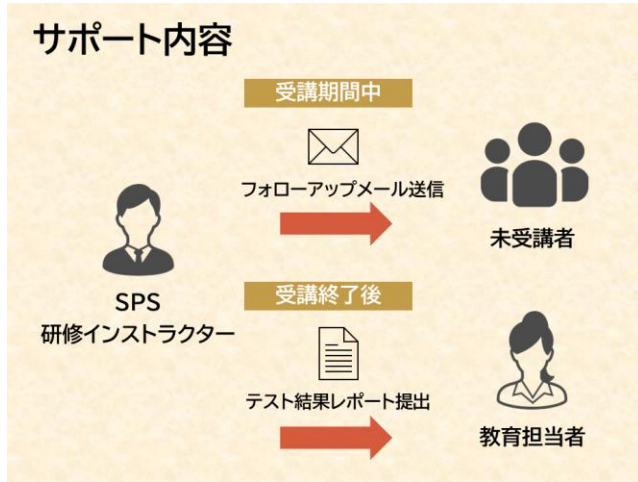 サポート内容
受講期間中
フォローアップメール送信
未受講者
SPS
研修インストラクター
受講終了後
テスト結果レポート提出
教育担当者